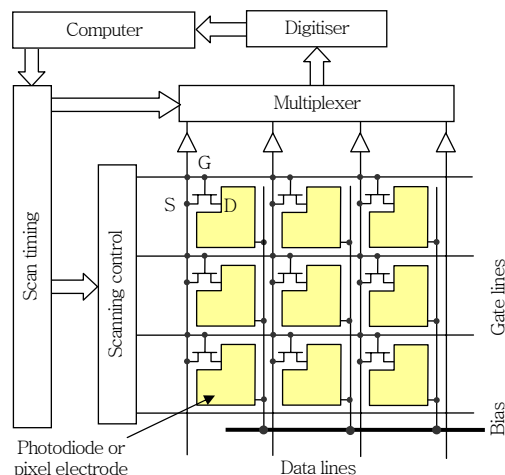 Computer
Digitiser
Multiplexer
Scan timing
Scanning control
G
S
D
Gate lines
Bias
Photodiode or
pixel electrode
Data lines